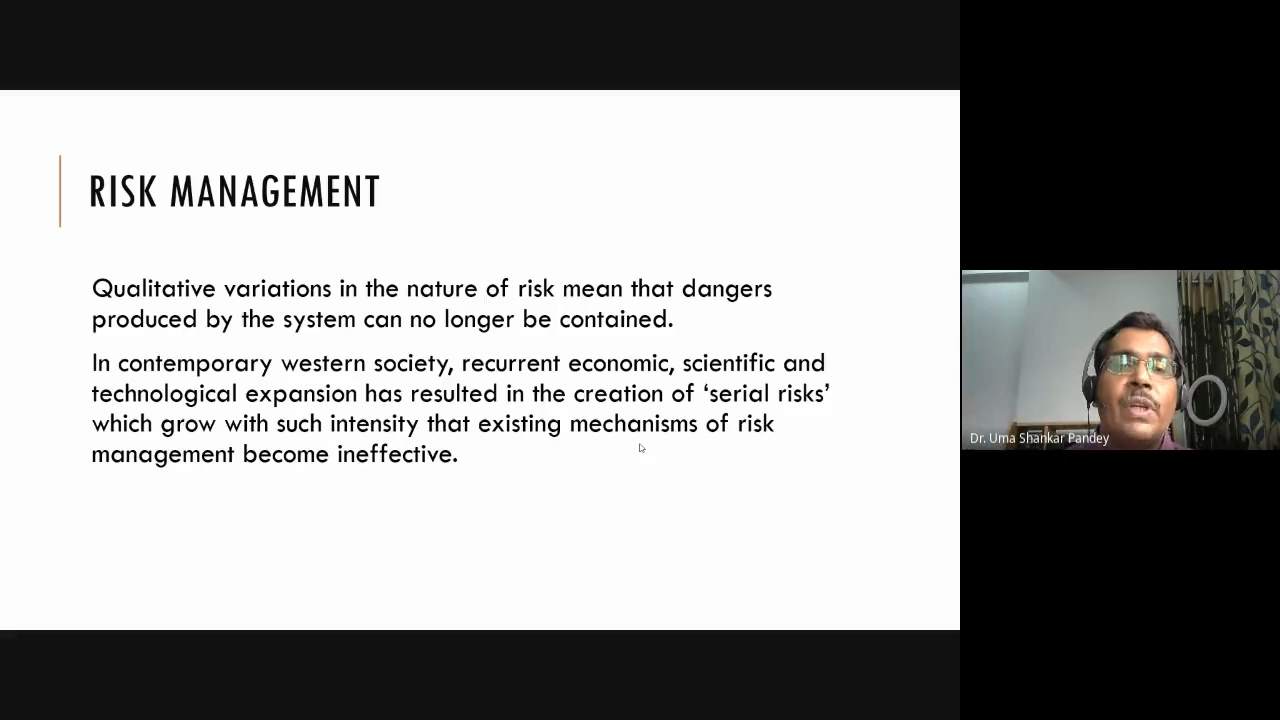 RISK MANAGEMENT
Qualitative variations in the nature of risk mean that dangers
produced by the system can no longer be contained.
In contemporary western society, recurrent economic, scientific and
technological expansion has resulted in the creation of ‘serial risks’
which grow with such intensity that existing mechanisms of risk
management become ineffective.
Dr. Uma Shankar Pandey